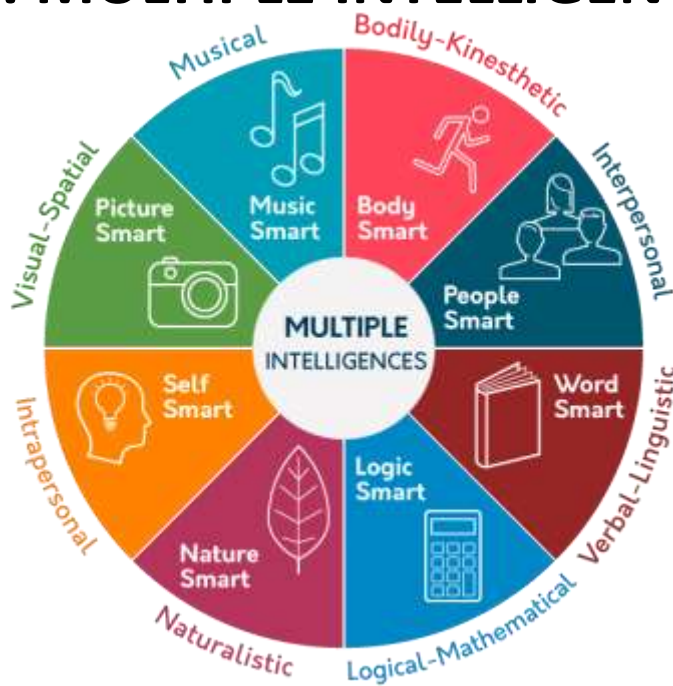 MULTIPLE
Musical
Bodily-Kinesthetic
Interpersonal
Verbal-Linguistic
Logical-Mathematical
Naturalistic
Intrapersonal
Visual-Spatial
Music
Smart
Body
Smart
People
Smart
Word
Smart
Logic
Smart
Nature
Smart
Self
Smart
Picture
Smart
MULTIPLE
INTELLIGENCES